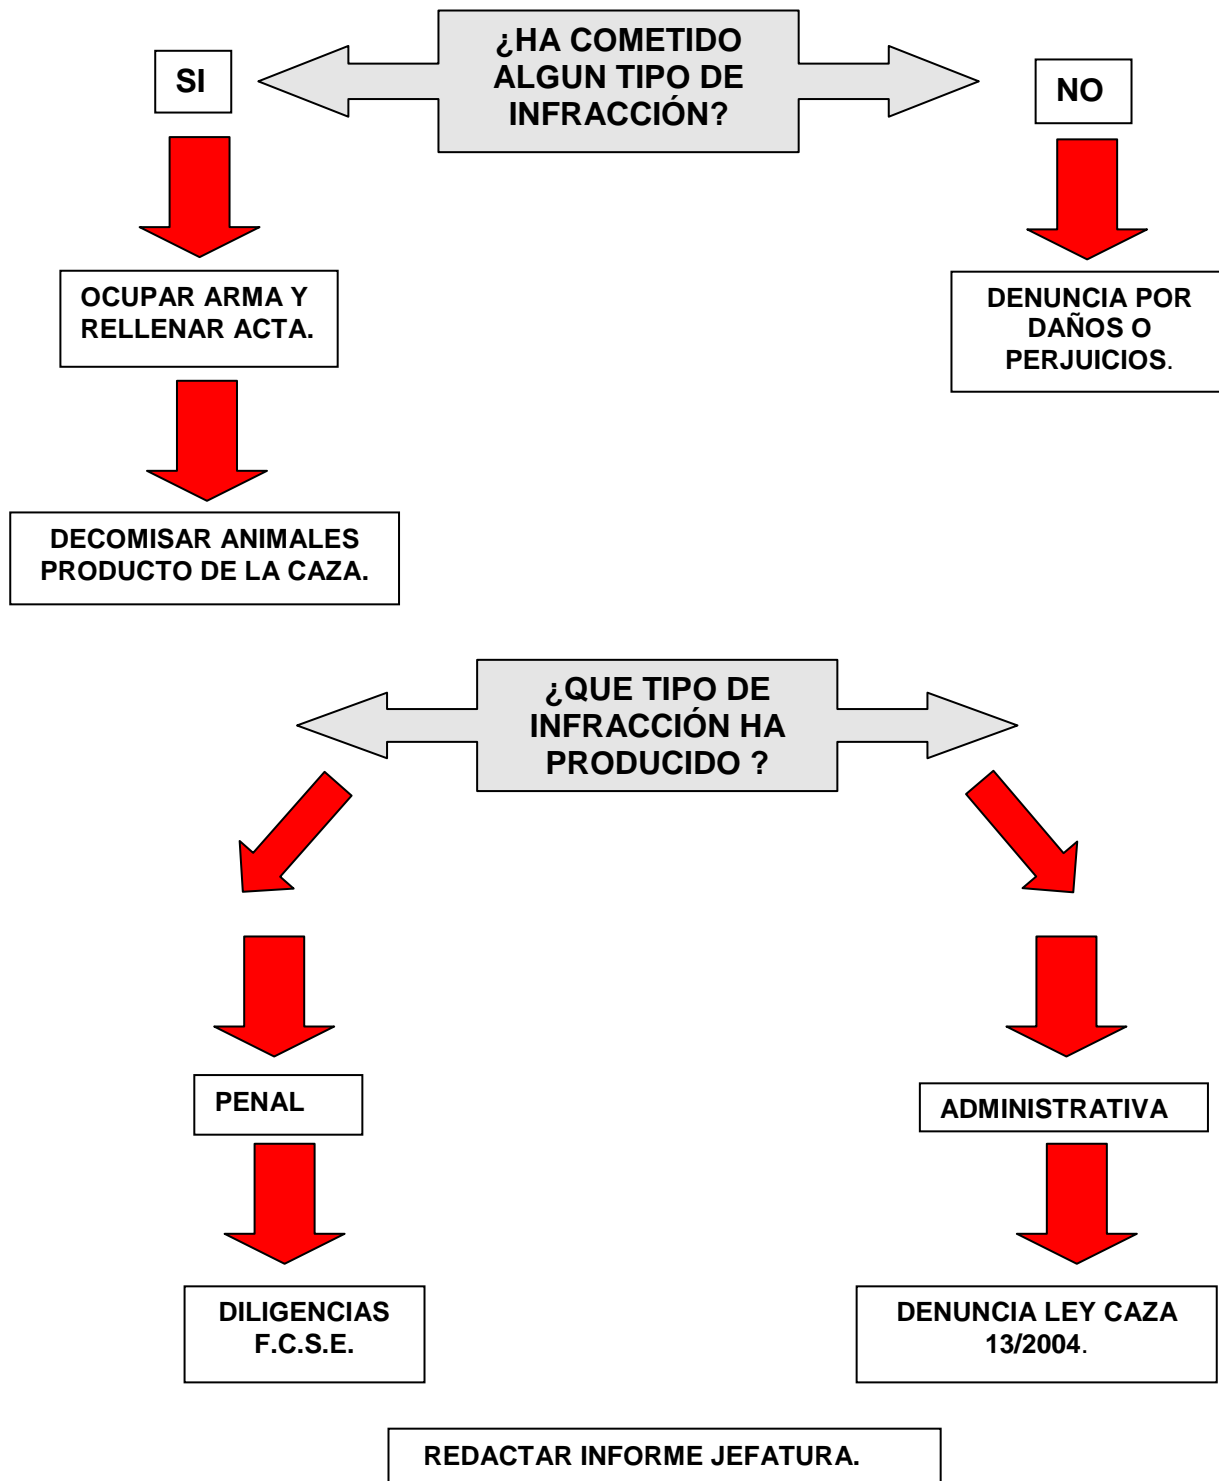 ¿HA COMETIDO
ALGUN TIPO DE
INFRACCIÓN?
SI
NO
OCUPAR ARMA Y
RELLENAR ACTA.
DENUNCIA POR
DAÑOS O
PERJUICIOS.
DECOMISAR ANIMALES
PRODUCTO DE LA CAZA.
¿QUE TIPO DE
INFRACCIÓN HA
PRODUCIDO ?
PENAL
ADMINISTRATIVA
DILIGENCIAS
F.C.S.E.
DENUNCIA LEY CAZA
13/2004.
REDACTAR INFORME JEFATURA.